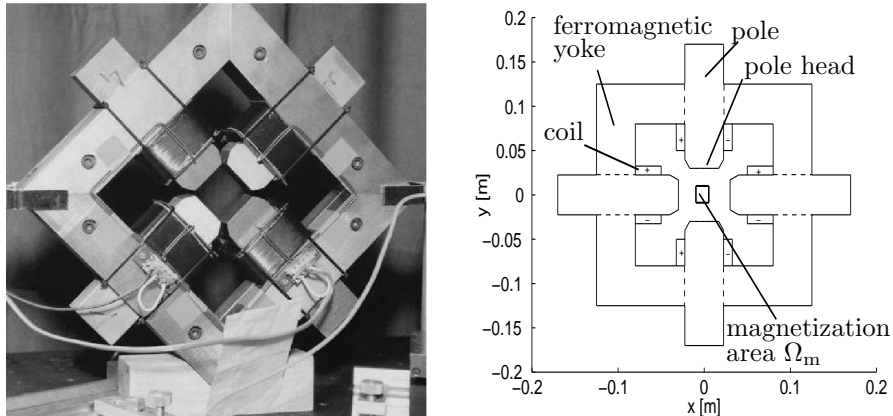 0.2
0.15
0.1
0.05
0
−0.05
−0.1
−0.15
−0.2
y [m]
ferromagnetic
yoke
pole
pole head
coil
+
−
+
+
−
−
+
−
magnetization
area Ωm
−0.2
−0.1
0
0.1
0.2
x [m]